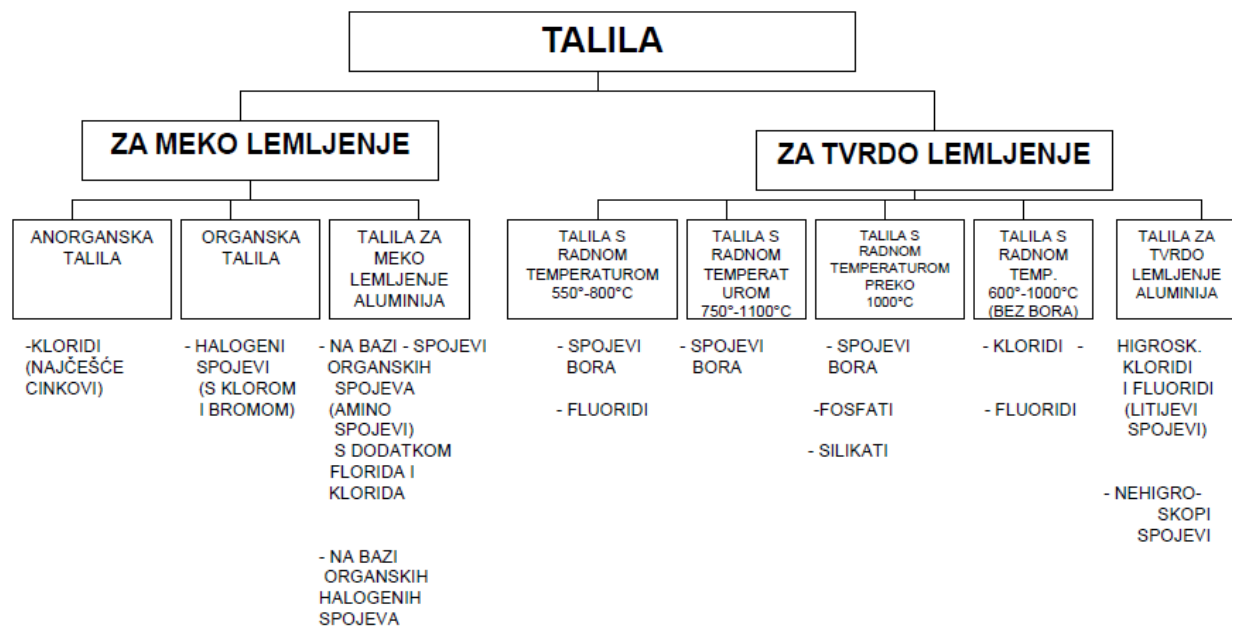 TALILA
ZA MEKO LEMLJENJE
ZA TVRDO LEMLJENJE
ANORGANSKA
TALILA
ORGANSKA
TALILA
TALILA ZA
MEKO
LEMLJENJE
ALUMINIJA
TALILA S
RADNOM
TEMPERATUROM
550°-800°C
TALILA S
RADNOM
TEMPERAT
UROM
750°-1100°C
TALILA S
RADNOM
TEMPERATUROM
PREKO
1000°C
TALILA S
RADNOM
TEMP.
600°-1000°C
(BEZ BORA)
TALILA ZA
TVRDO
LEMLJENJE
ALUMINIJA
-KLORIDI
(NAJČEŠĆE
CINKOVI)
- HALOGENI
SPOJEVI
(S KLOROM
I BROMOM)
- NA BAZI - SPOJEVI
ORGANSKIH
SPOJEVA
(AMINO
SPOJEVI)
S DODATKOM
FLORIDA I
KLORIDA
- NA BAZI
ORGANSKIH
HALOGENIH
SPOJEVA
- SPOJEVI
BORA
- FLUORIDI
- SPOJEVI
BORA
- SPOJEVI
BORA
-FOSFATI
- SILIKATI
- KLORIDI -
- FLUORIDI
HIGROSK.
KLORIDI
I FLUORIDI
(LITIJEVI
SPOJEVI)
- NEHIGRO-
SKOPI
SPOJEVI